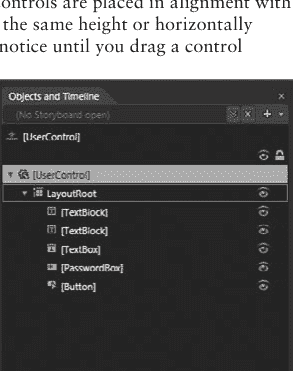 ontrols are placed in alignment with
the same height or horizontally
notice until you drag a control
Objects and Timeline
(No Storyboard open)
[UserControl]
[UserControl]
LayoutRoot
[TextBlock]
[TextBlock]
[TextBox]
[PasswordBox]
[Button]